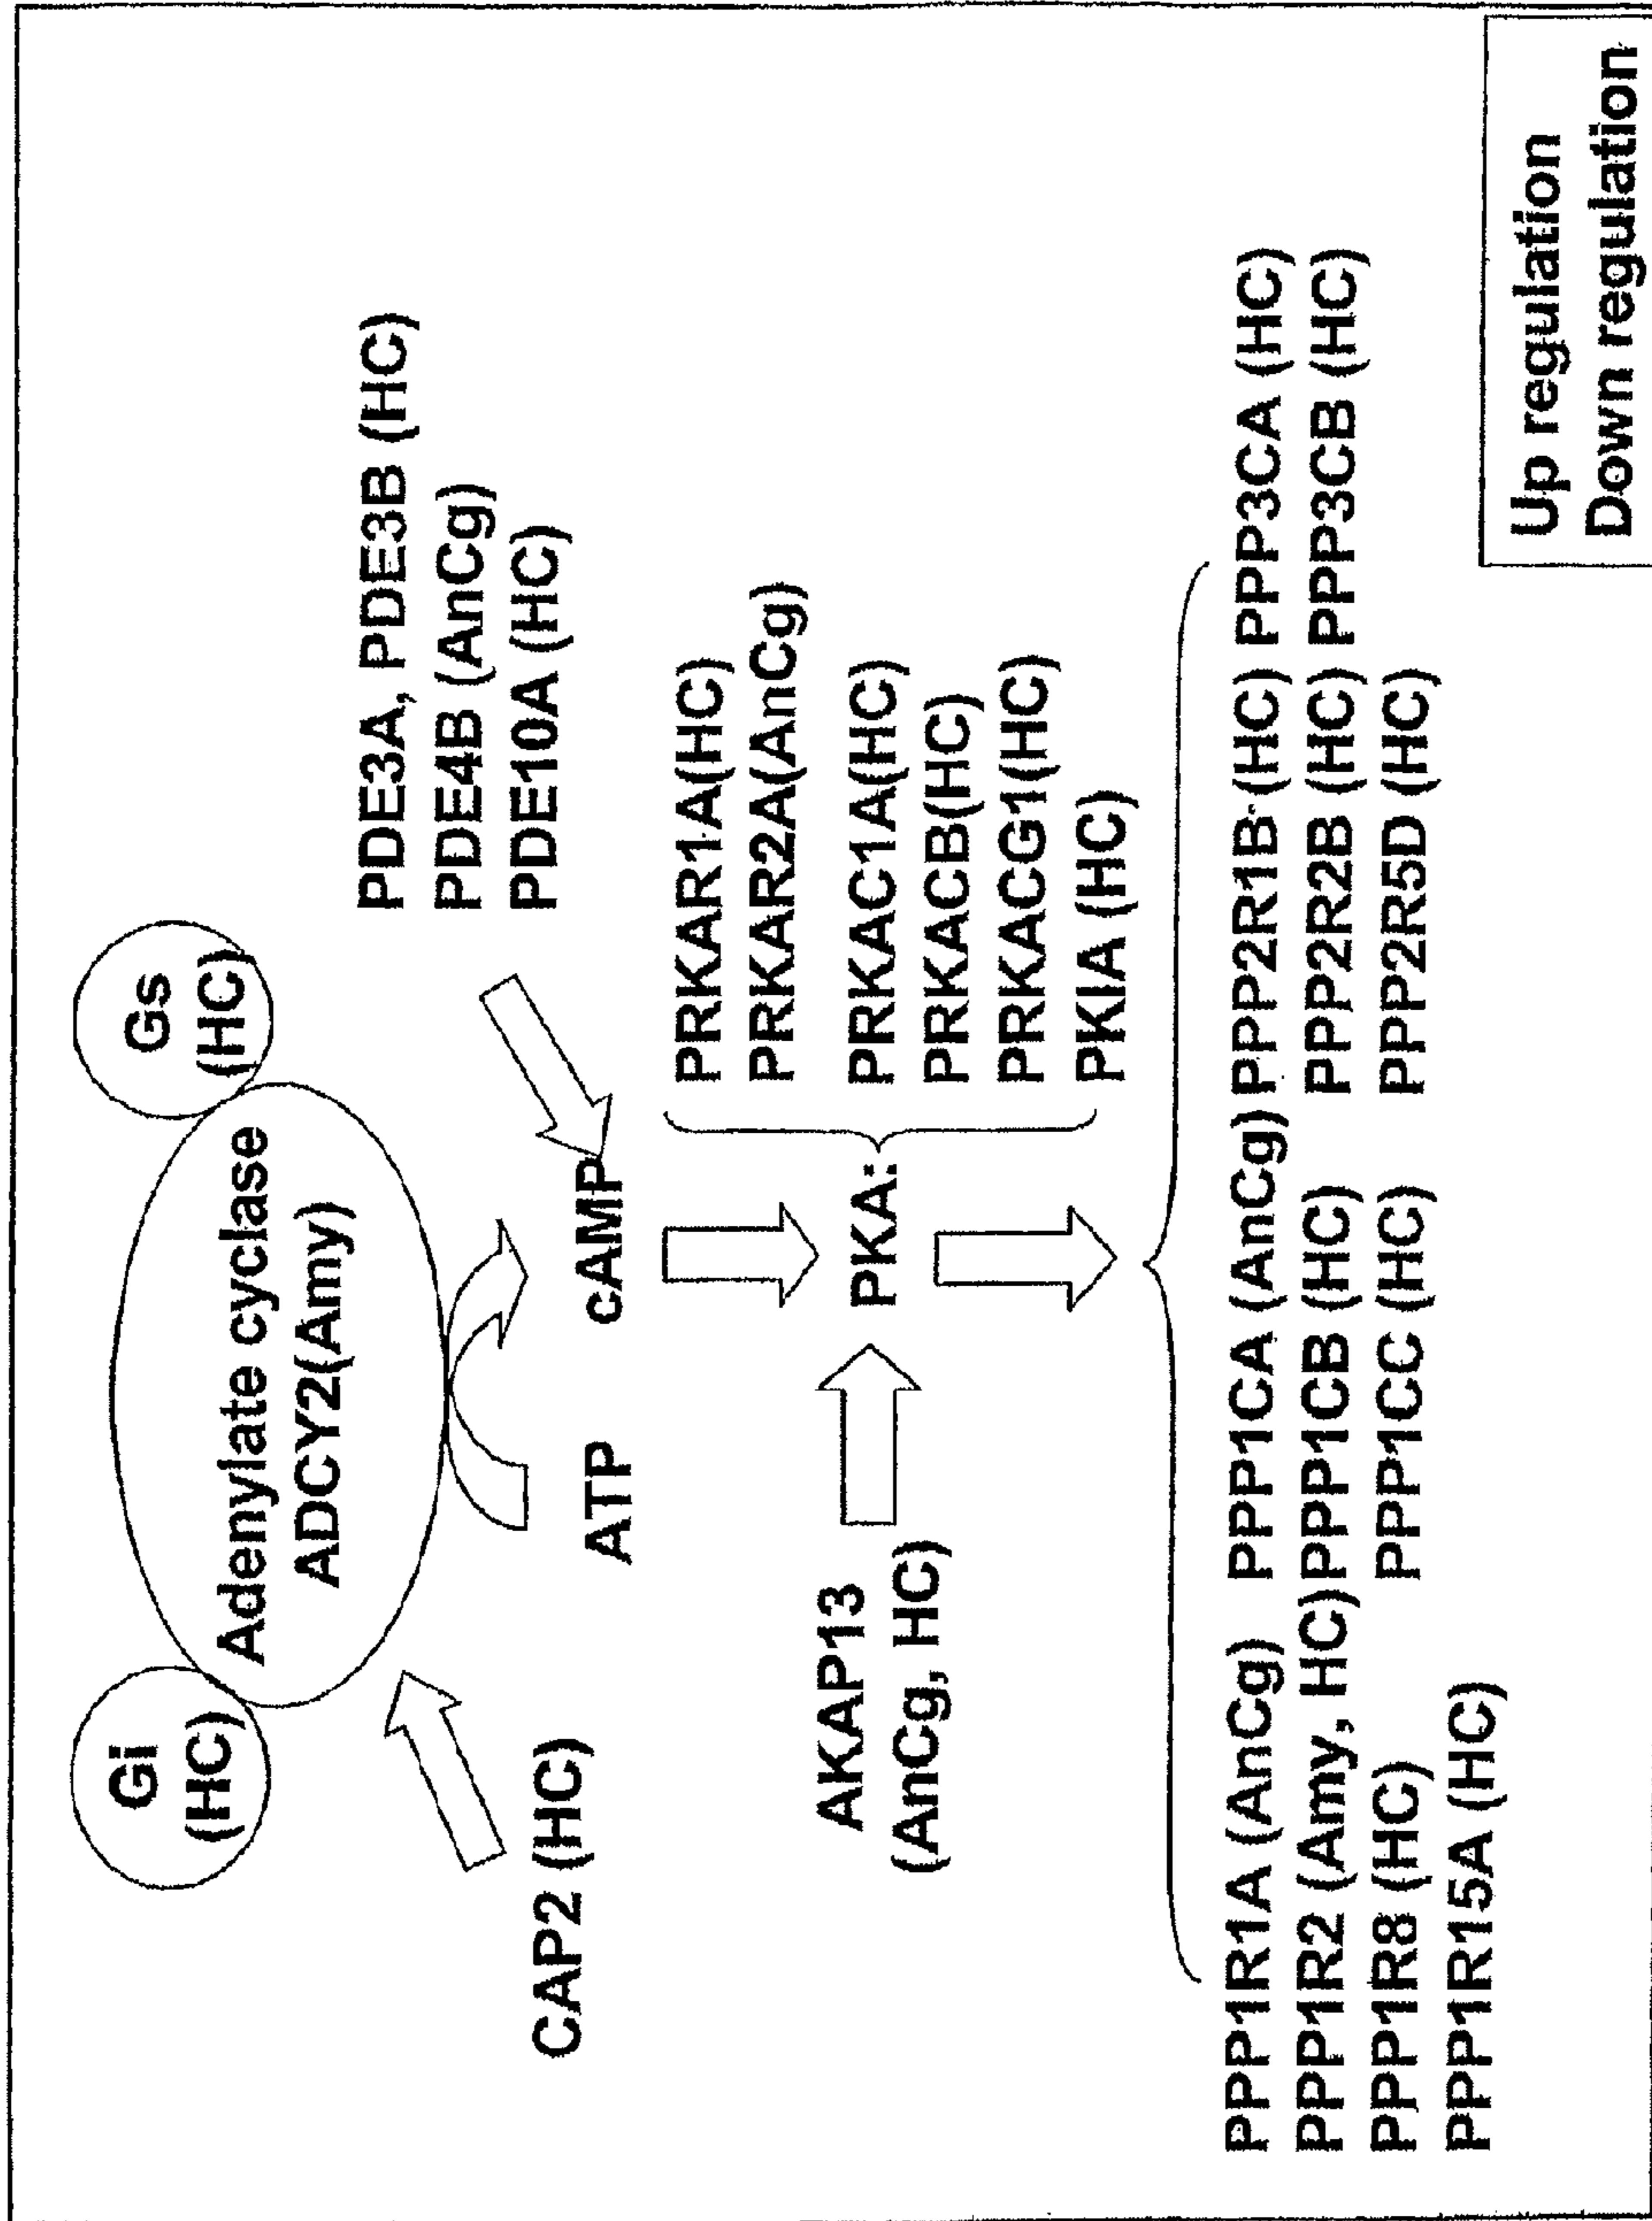 Gi
(HC)
Gs
(HC)
Adenylate cyclase
ADCY2(Amy)
CAP2 (HC)
ATP
cAMP
PDE3A, PDE3B (HC)
PDE4B (AnCg)
PDE10A (HC)
AKAP13
(AnCg, HC)
PKA:
PRKAR1A(HC)
PRKAR2A(AnCg)
PRKAC1A(HC)
PRKACB(HC)
PRKACG1(HC)
PKIA (HC)
PPP1R1A (AnCg) PPP1CA (AnCg) PPP2R1B (HC) PPP3CA (HC)
PPP1R2 (Amy, HC) PPP1CB (HC) PPP2R2B (HC) PPP3CB (HC)
PPP1R8 (HC) PPP1CC (HC) PPP2R5D (HC)
PPP1R15A (HC)
Up regulation
Down regulation